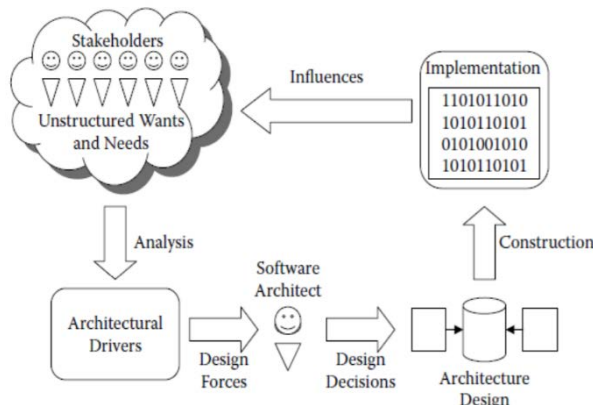 Stakeholders
Unstructured Wants
and Needs
Influences
Implementation
1101011010
1010110101
0101001010
1010110101
Analysis
Construction
Architectural
Drivers
Design
Forces
Software
Architect
Design
Decisions
Architecture
Design